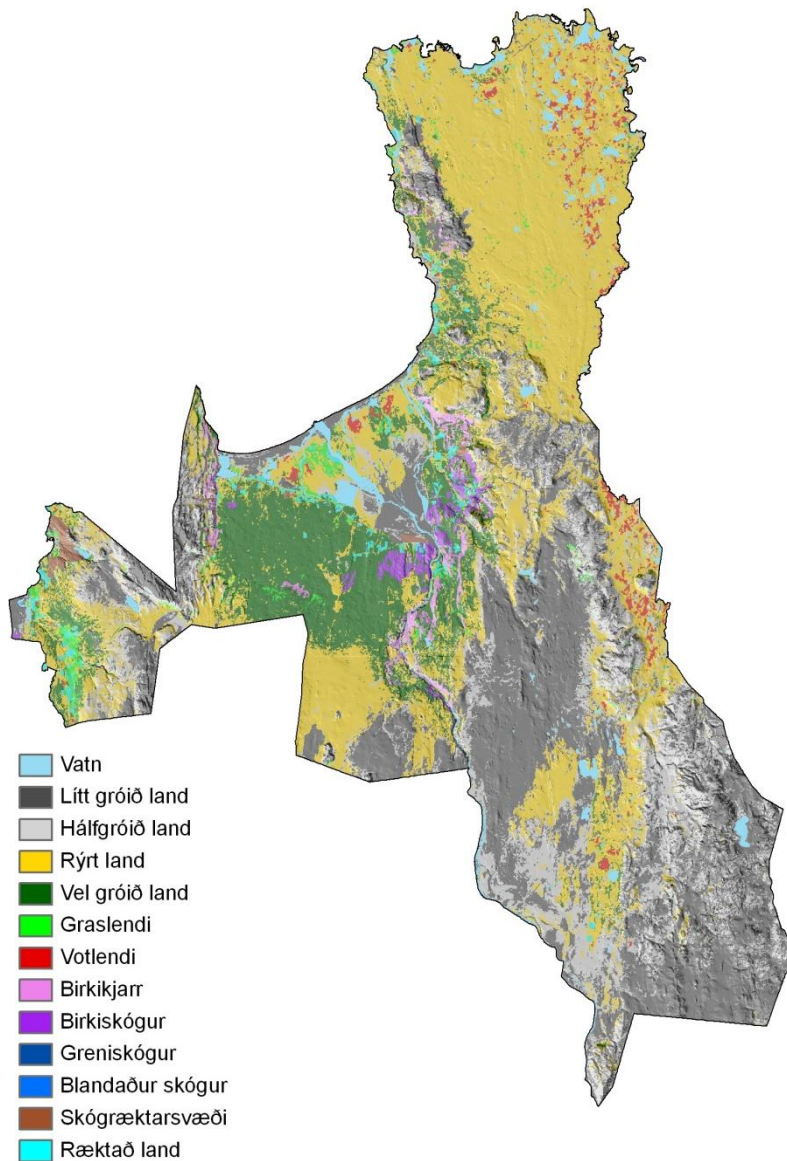 Vatn
Lítt gróið land
Hálfgróið land
Rýrt land
Vel gróið land
Graslendi
Votlendi
Birkikjarr
Birkiskógur
Greniskógur
Blandaður skógur
Skógræktarsvæði
Ræktað land